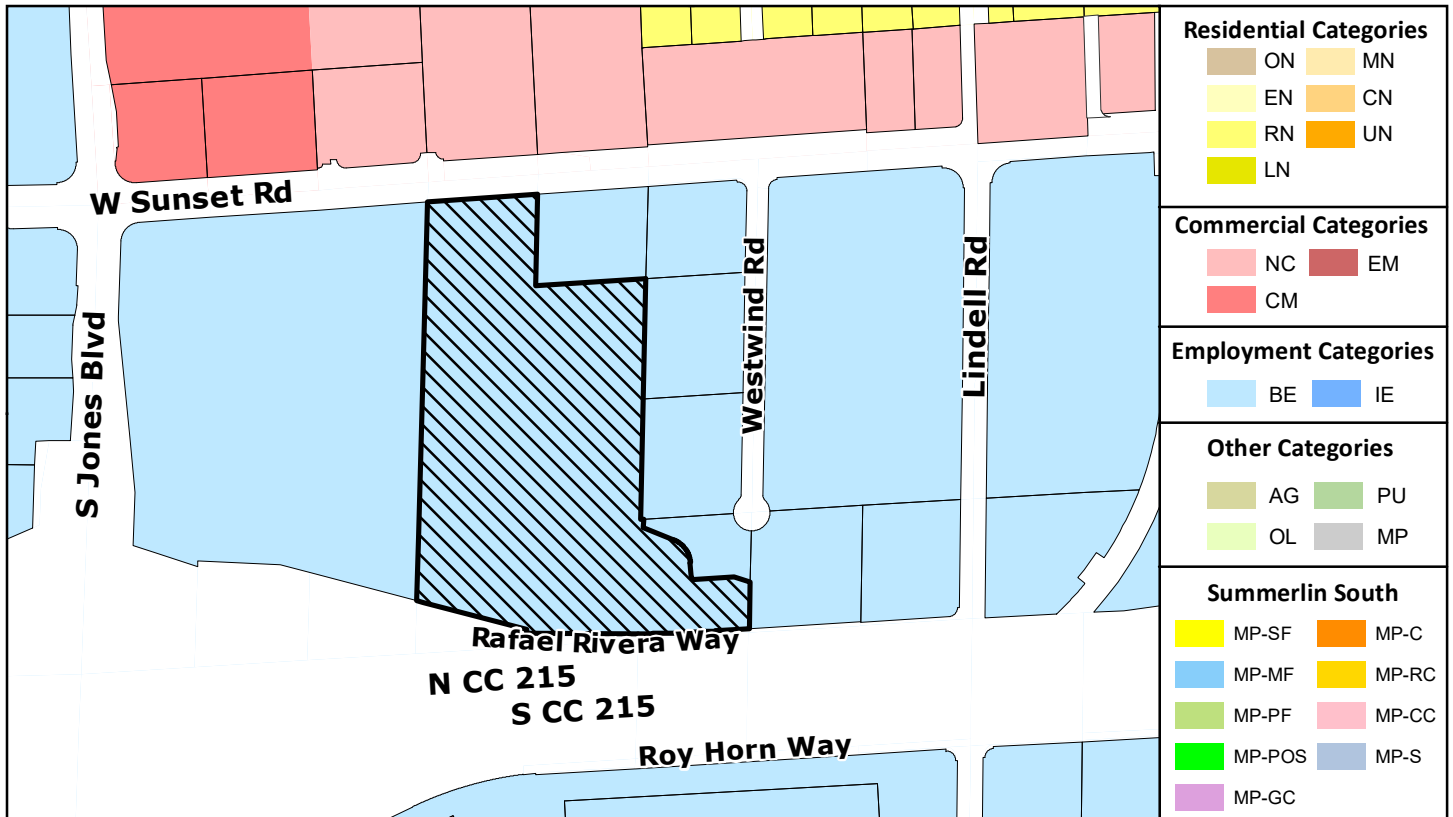 W Sunset Rd
S Jones Blvd
Westwind Rd
Lindell Rd
Rafael Rivera Way
N CC 215
S CC 215
Roy Horn Way
Residential Categories
ON MN
EN CN
RN UN
LN
Commercial Categories
NC EM
CM
Employment Categories
BE IE
Other Categories
AG PU
OL MP
Summerlin South
MP-SF MP-C
MP-MF MP-RC
MP-PF MP-CC
MP-POS MP-S
MP-GC